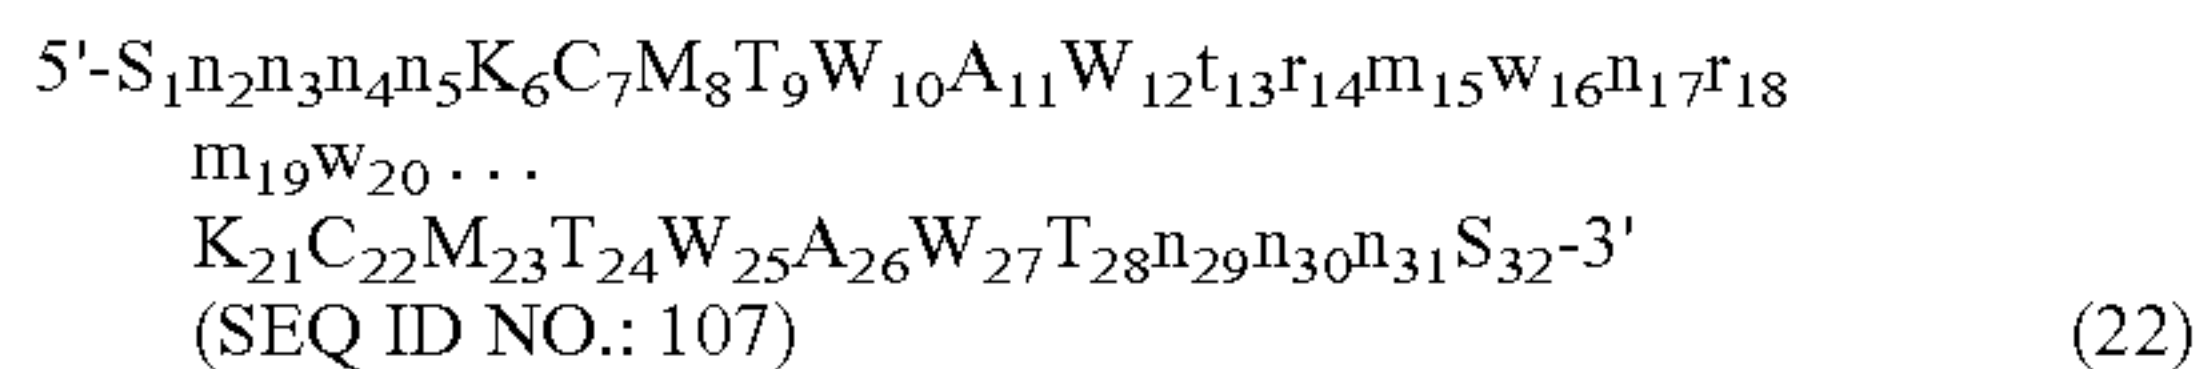 5'-S₁n₂n₃n₄n₅K₆C₇M₈T₉W₁₀A₁₁W₁₂t₁₃r₁₄m₁₅w₁₆n₁₇r₁₈
m₁₉w₂₀ . . .
K₂₁C₂₂M₂₃T₂₄W₂₅A₂₆W₂₇T₂₈n₂₉n₃₀n₃₁S₃₂-3'
(SEQ ID NO.: 107) (22)